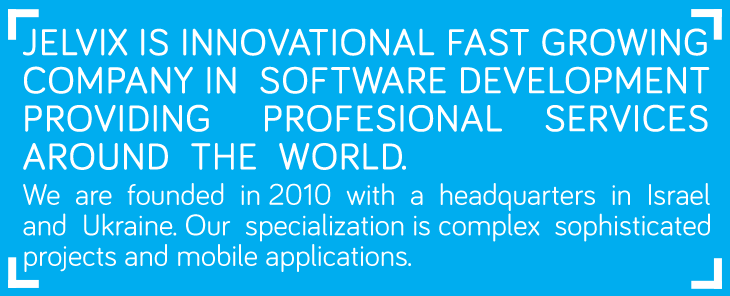 JELVIX IS INNOVATIONAL FAST GROWING
COMPANY IN SOFTWARE DEVELOPMENT
PROVIDING PROFESIONAL SERVICES
AROUND THE WORLD.
We are founded in 2010 with a headquarters in Israel
and Ukraine. Our specialization is complex sophisticated
projects and mobile applications.